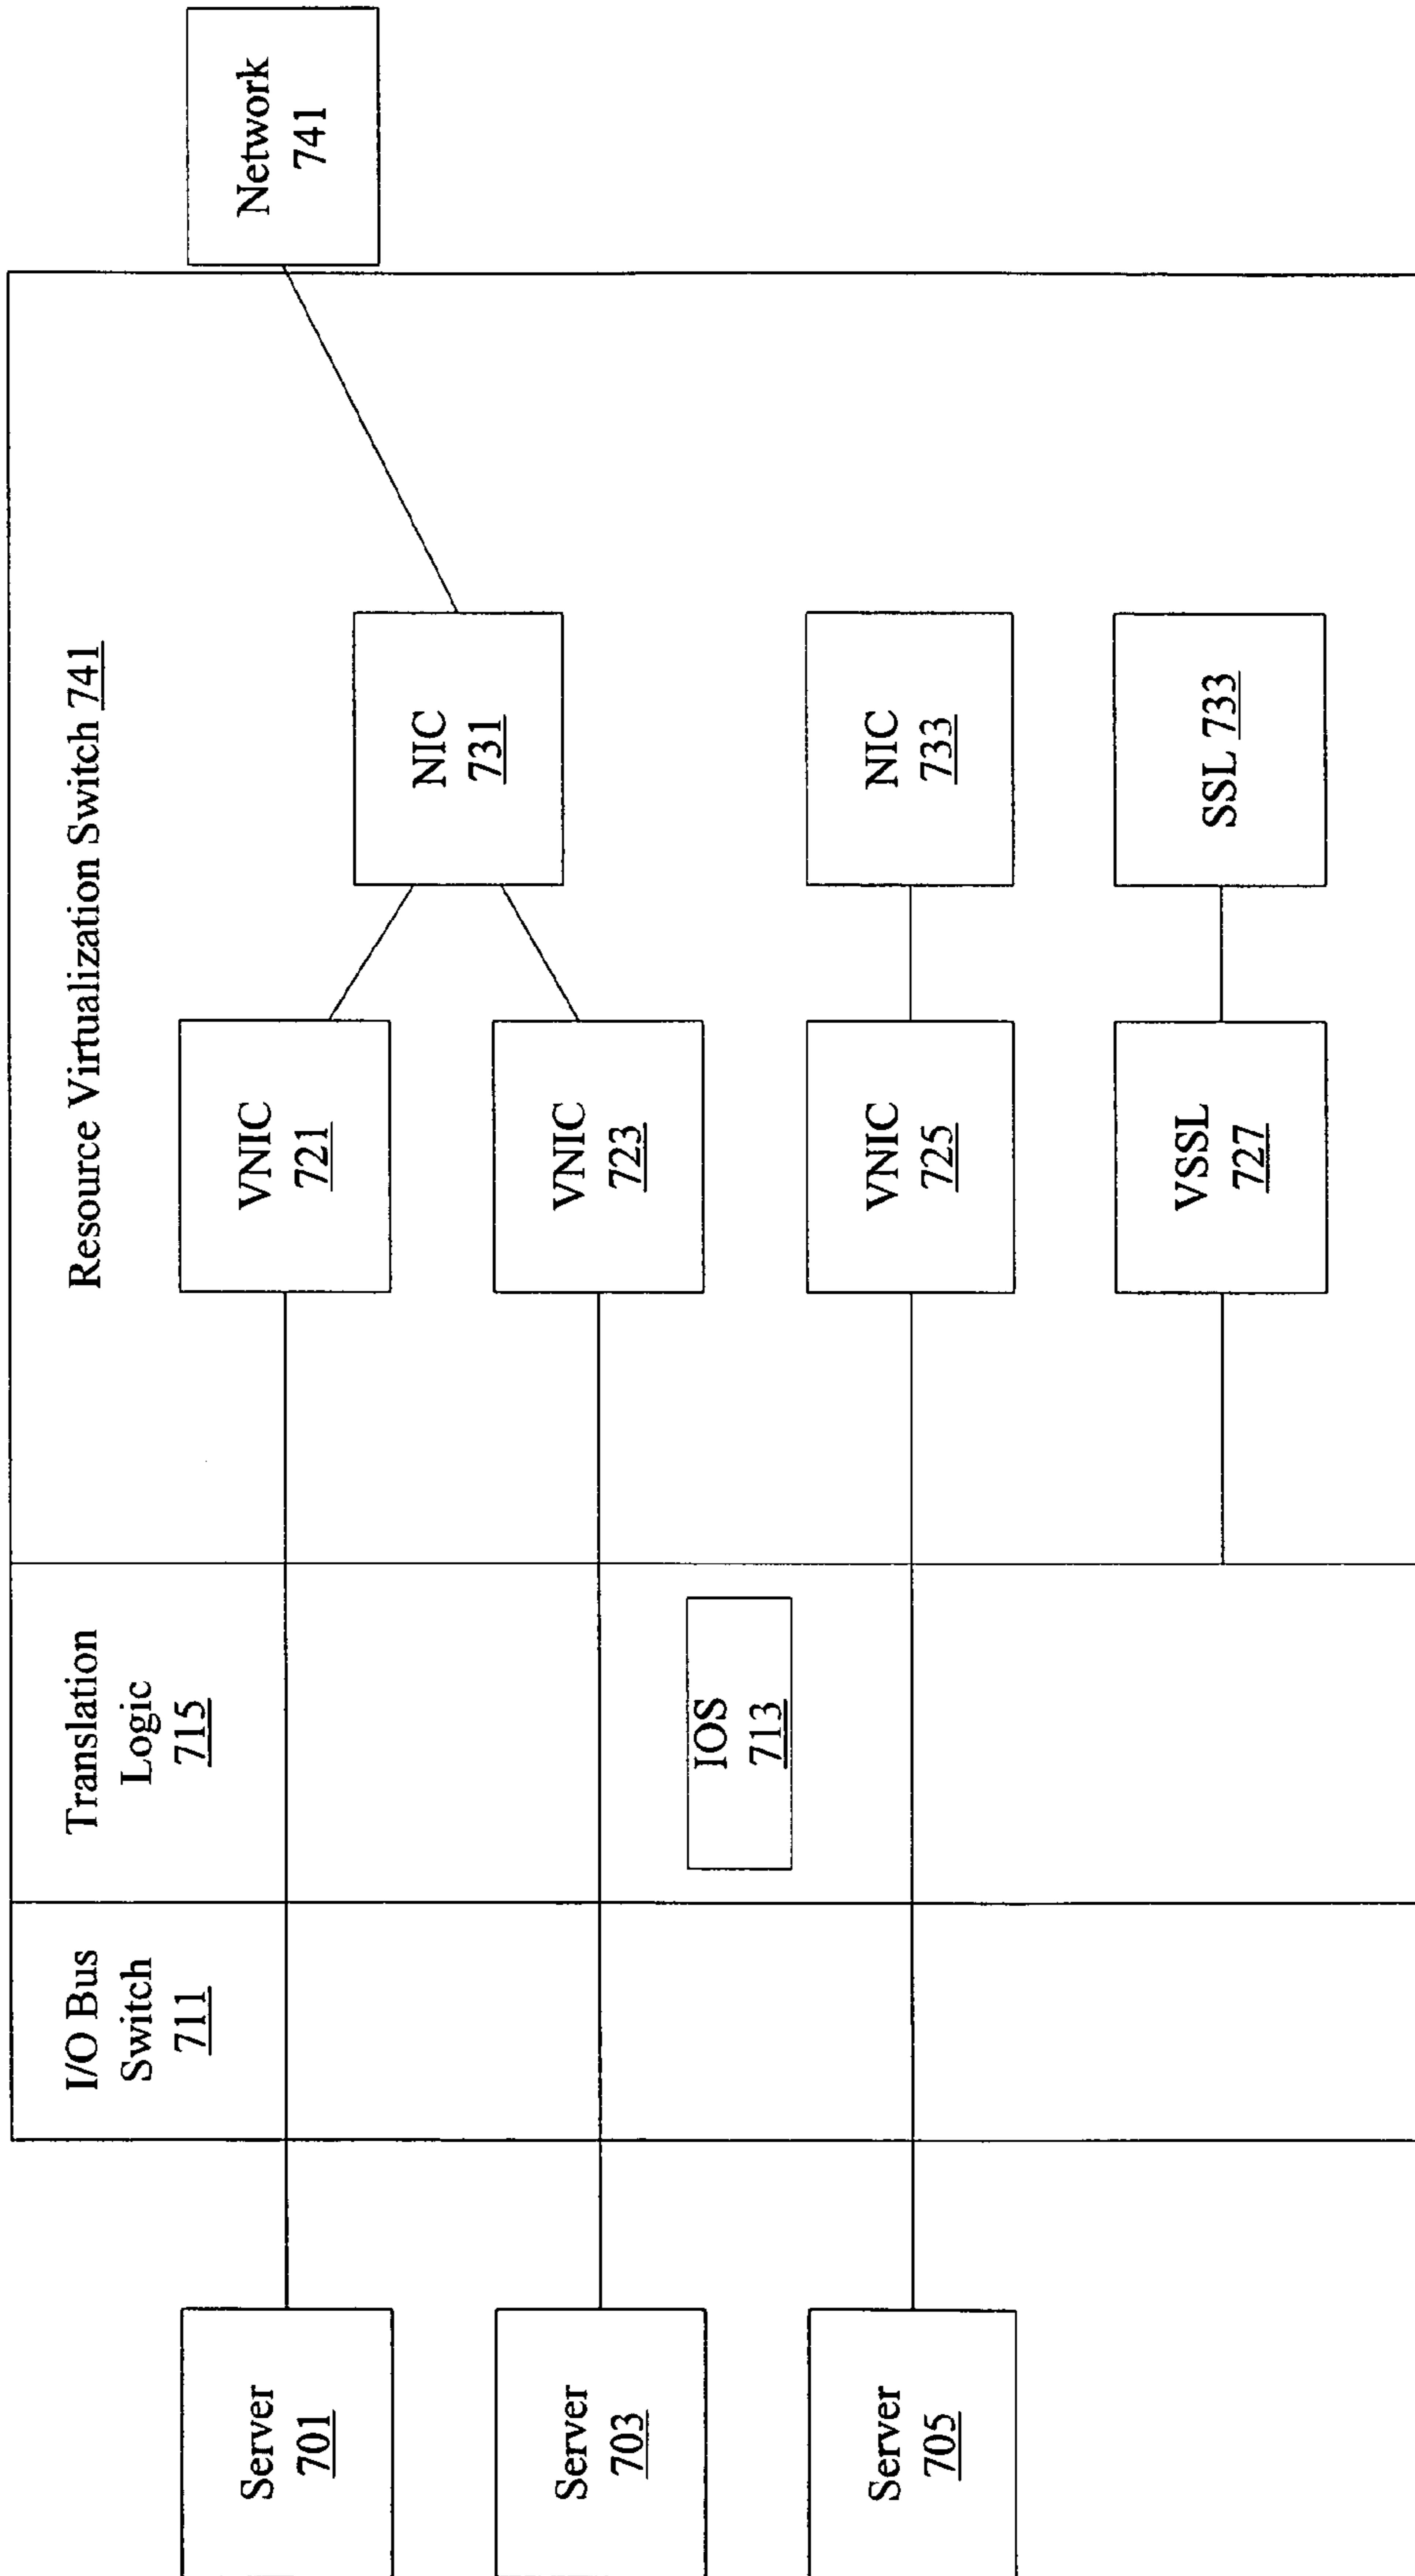 Resource Virtualization Switch 741
I/O Bus
Switch
711
Translation
Logic
715
Server
701
VNIC
721
Network
741
NIC
731
Server
703
VNIC
723
IOS
713
Server
705
VNIC
725
NIC
733
VSSL
727
SSL 733